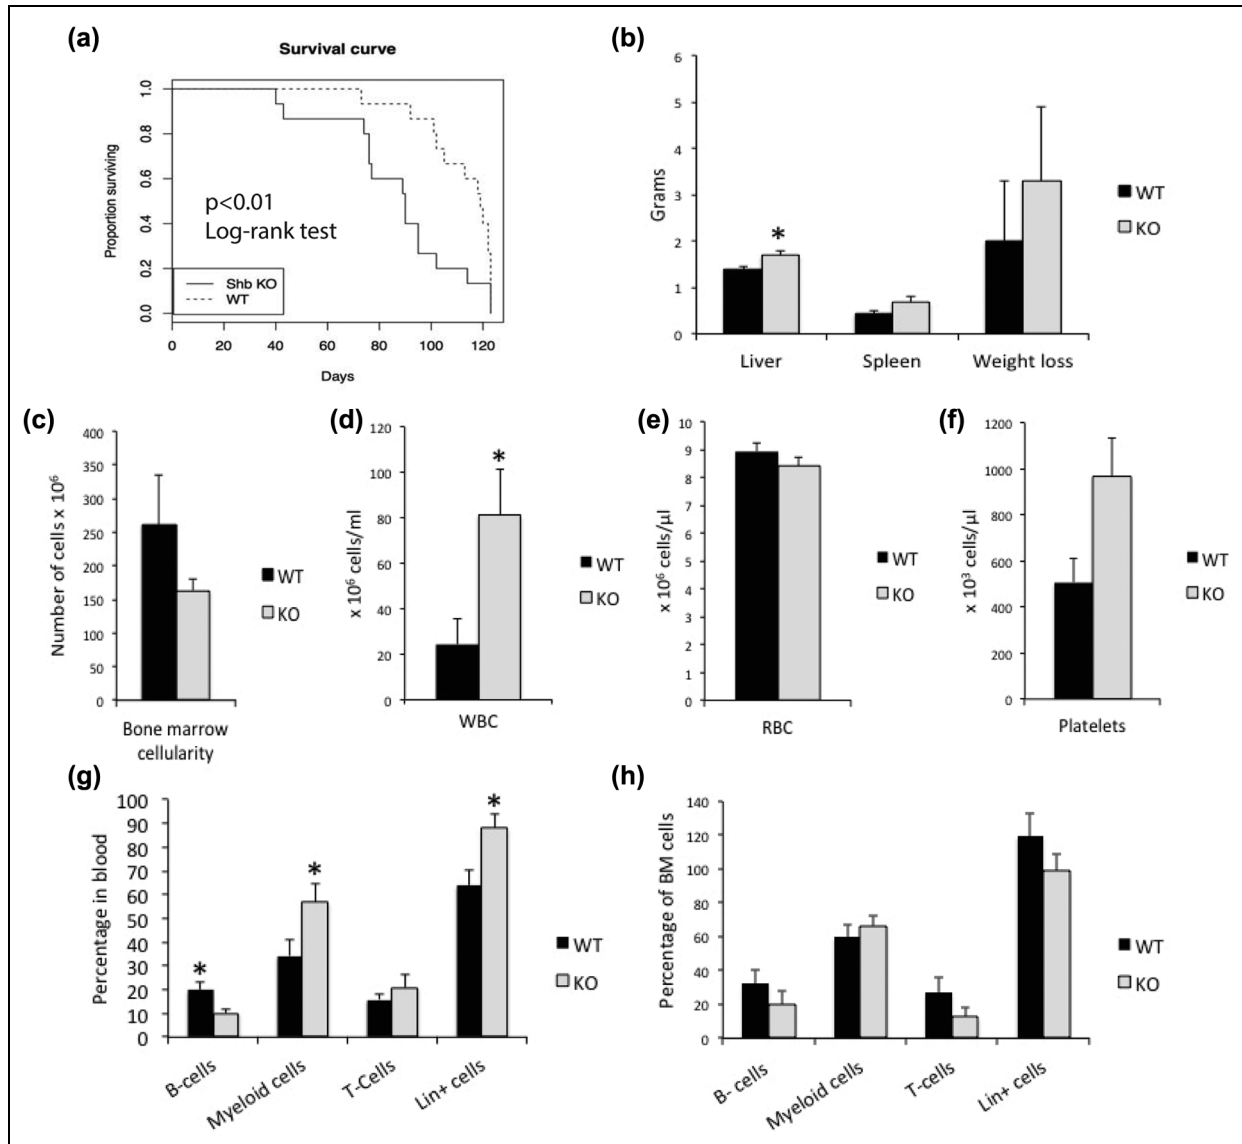 (a)
Survival curve
Proportion surviving
1.0
0.8
0.6
0.4
0.2
0.0
p<0.01
Log-rank test
Shb KO
WT
0 20 40 60 80 100 120
Days
(b)
Grams
6
5
4
3
2
1
0
*
WT
KO
Liver Spleen Weight loss
(c)
Number of cells x 10⁶
400
350
300
250
200
150
100
50
0
WT
KO
Bone marrow
cellularity
(d)
x 10⁶ cells/ml
120
100
80
60
40
20
0
*
WT
KO
WBC
(e)
x 10⁶ cells/µl
10
9
8
7
6
5
4
3
2
1
0
WT
KO
RBC
(f)
x 10³ cells/µl
1200
1000
800
600
400
200
0
WT
KO
Platelets
(g)
Percentage in blood
100
90
80
70
60
50
40
30
20
10
0
* * *
WT
KO
B-cells Myeloid cells T-Cells Lin+ cells
(h)
Percentage of BM cells
140
120
100
80
60
40
20
0
WT
KO
B- cells Myeloid cells T-cells Lin+ cells